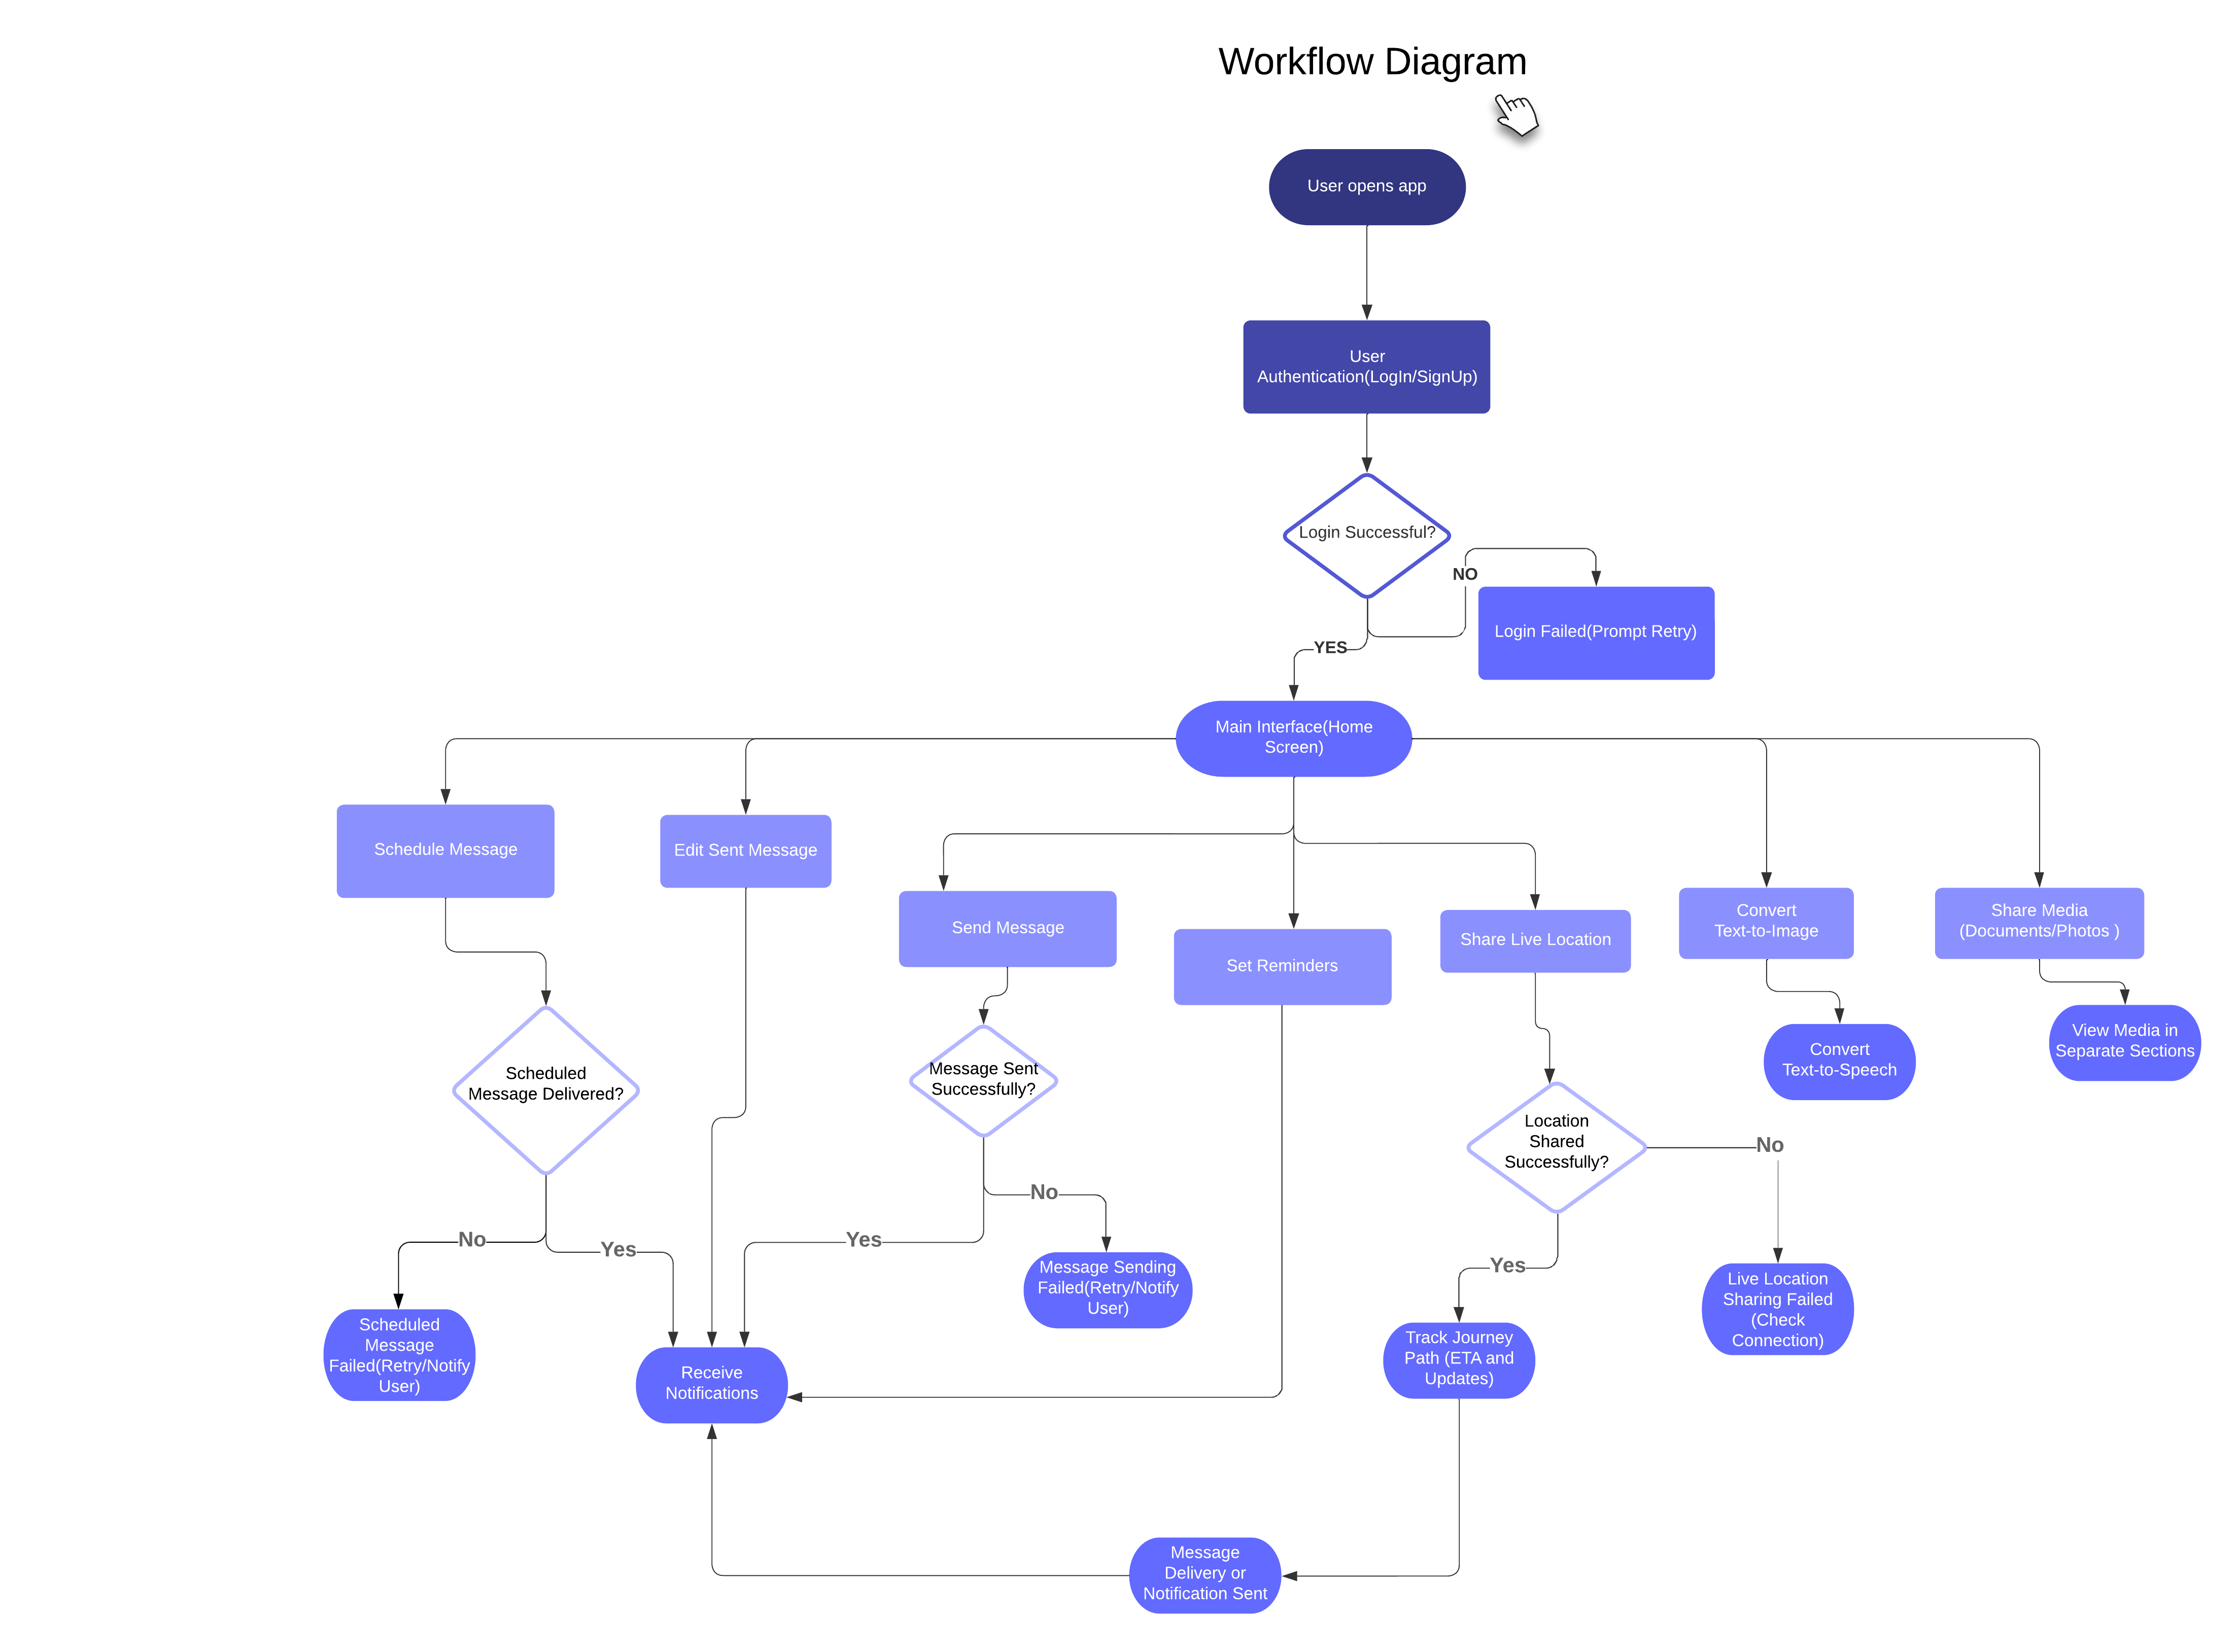 Workflow Diagram
User opens app
User
Authentication(LogIn/SignUp)
Login Successful?
NO
Login Failed(Prompt Retry)
YES
Main Interface(Home
Screen)
Schedule Message
Edit Sent Message
Send Message
Set Reminders
Share Live Location
Convert
Text-to-Image
Share Media
(Documents/Photos )
Scheduled
Message Delivered?
Message Sent
Successfully?
Location
Shared
Successfully?
Convert
Text-to-Speech
View Media in
Separate Sections
No
Yes
Yes
No
Yes
No
Scheduled
Message
Failed(Retry/Notify
User)
Receive
Notifications
Message Sending
Failed(Retry/Notify
User)
Track Journey
Path (ETA and
Updates)
Live Location
Sharing Failed
(Check
Connection)
Message
Delivery or
Notification Sent